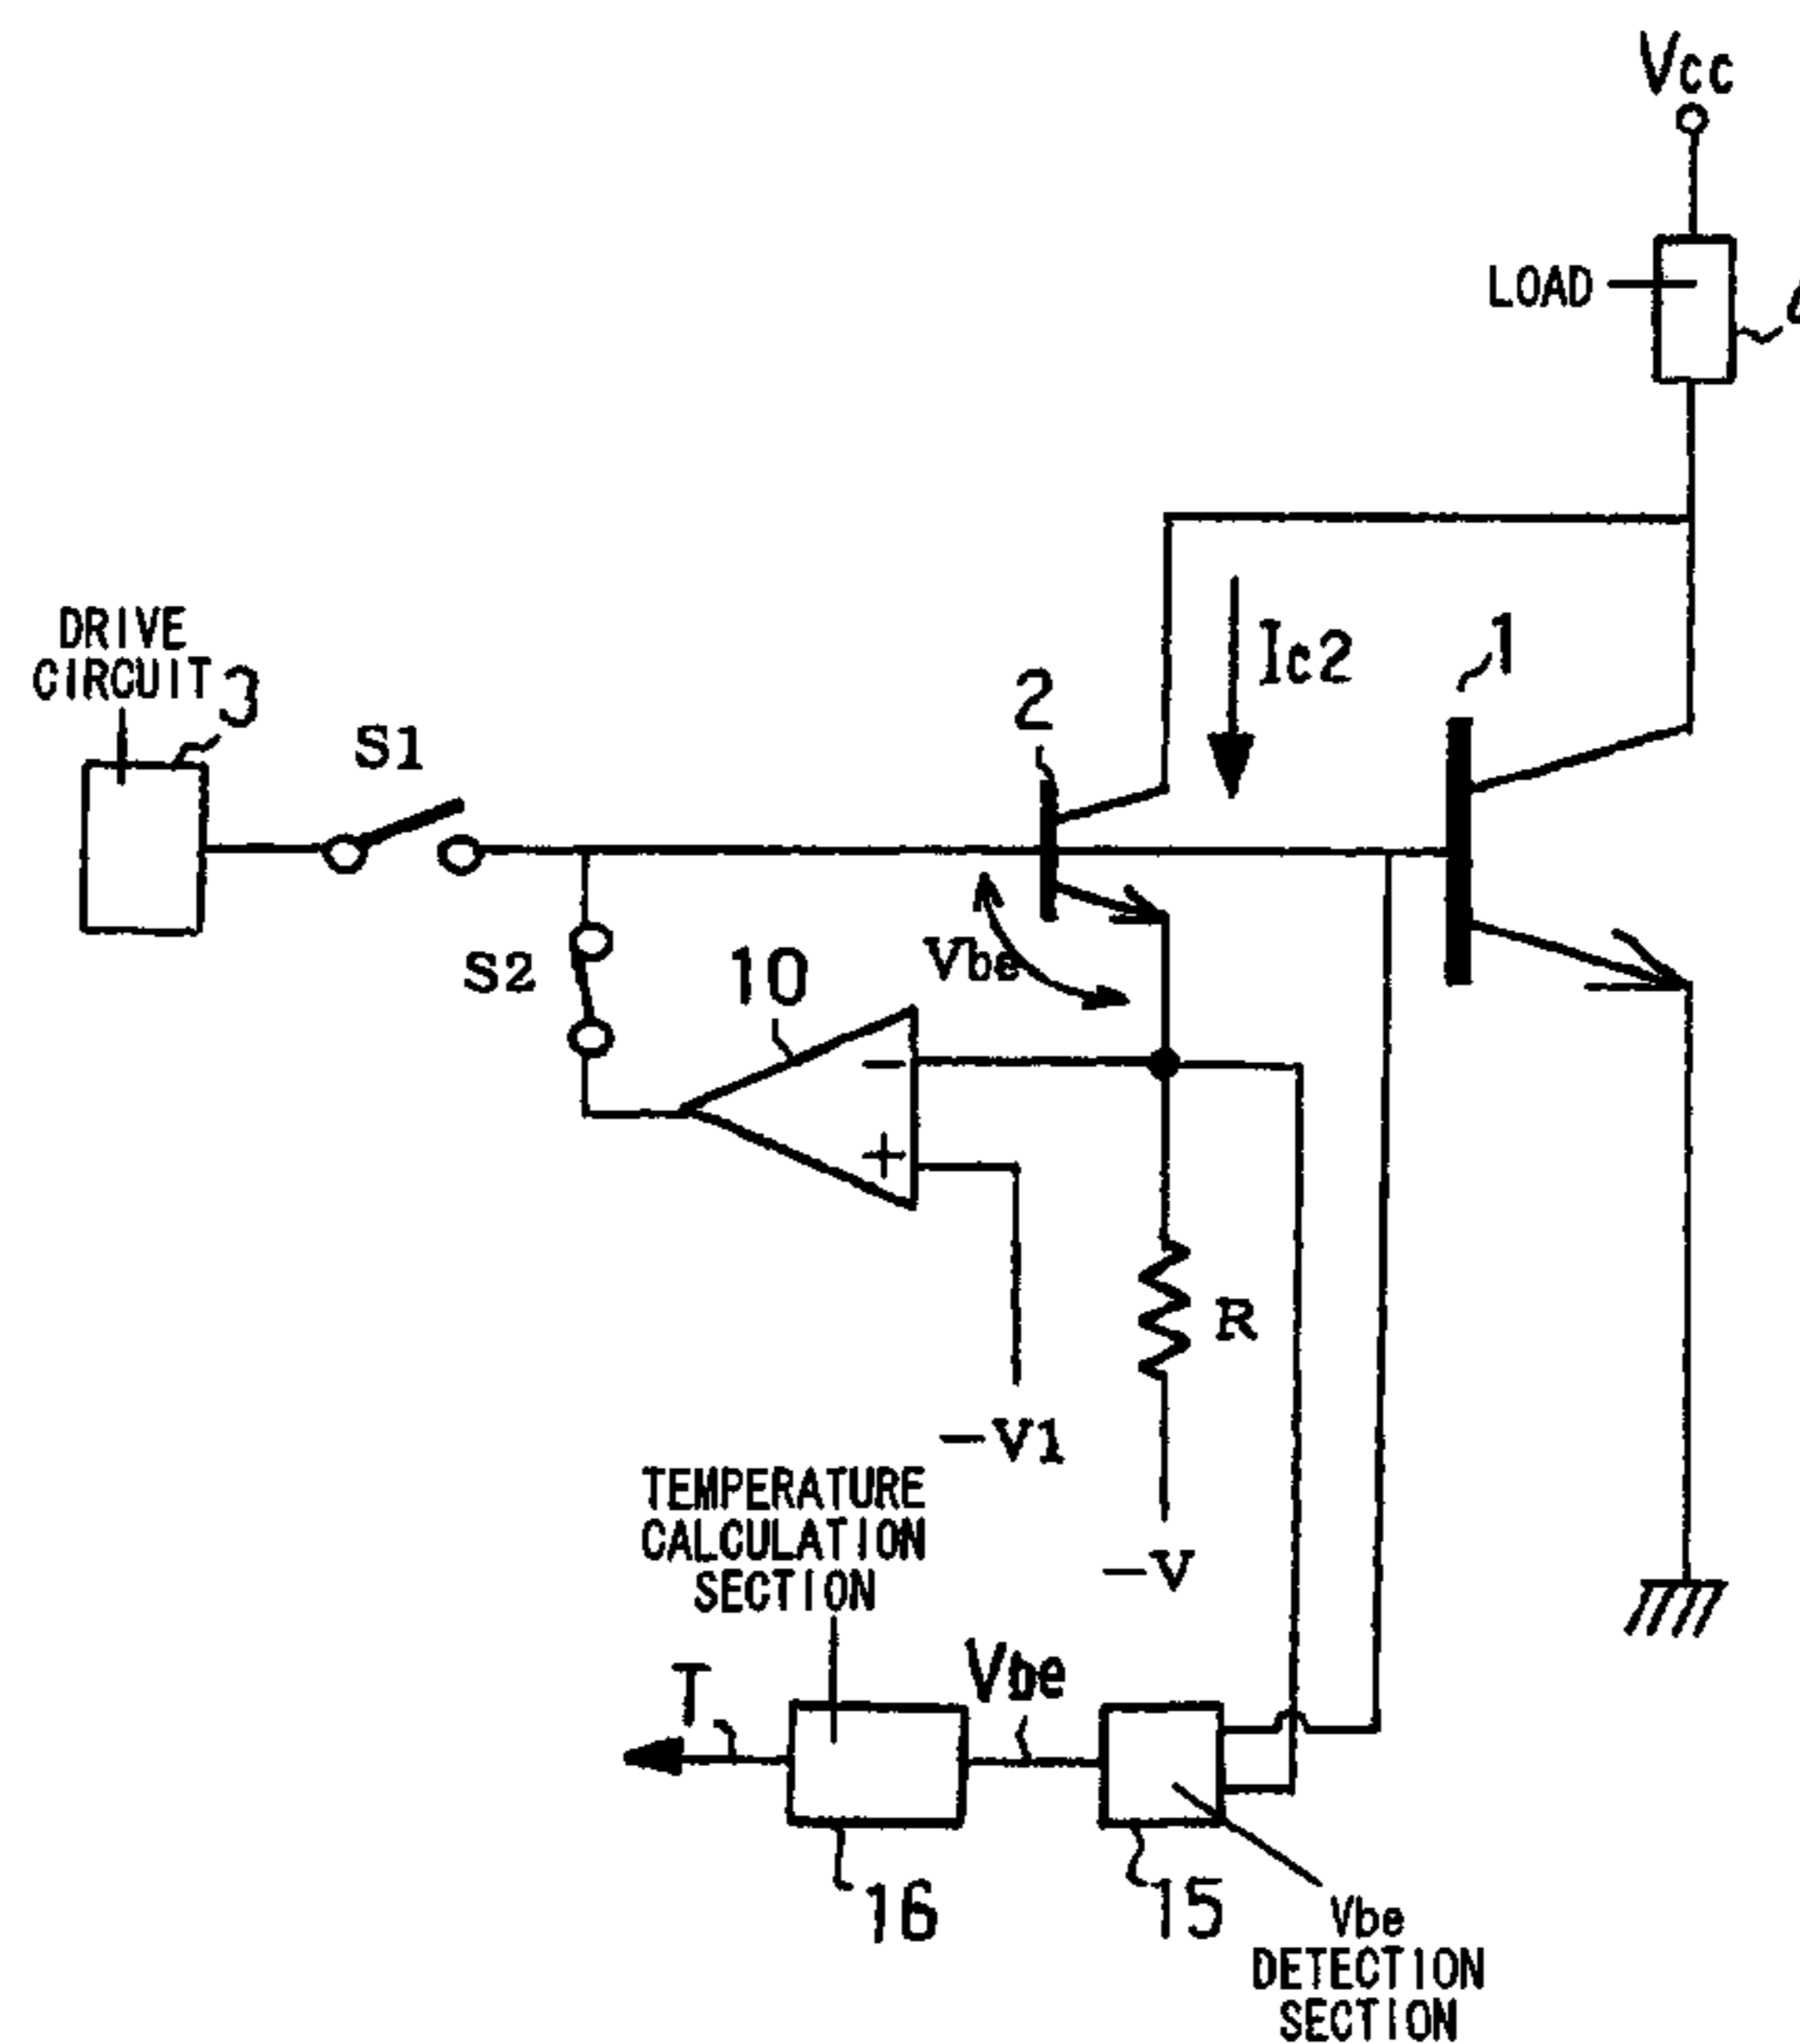 Vcc
LOAD
4
DRIVE
CIRCUIT
3
S1
2
Ic2
1
S2
10
Vbe
−
+
R
−V1
−V
TEMPERATURE
CALCULATION
SECTION
T
Vbe
16
15
Vbe
DETECTION
SECTION